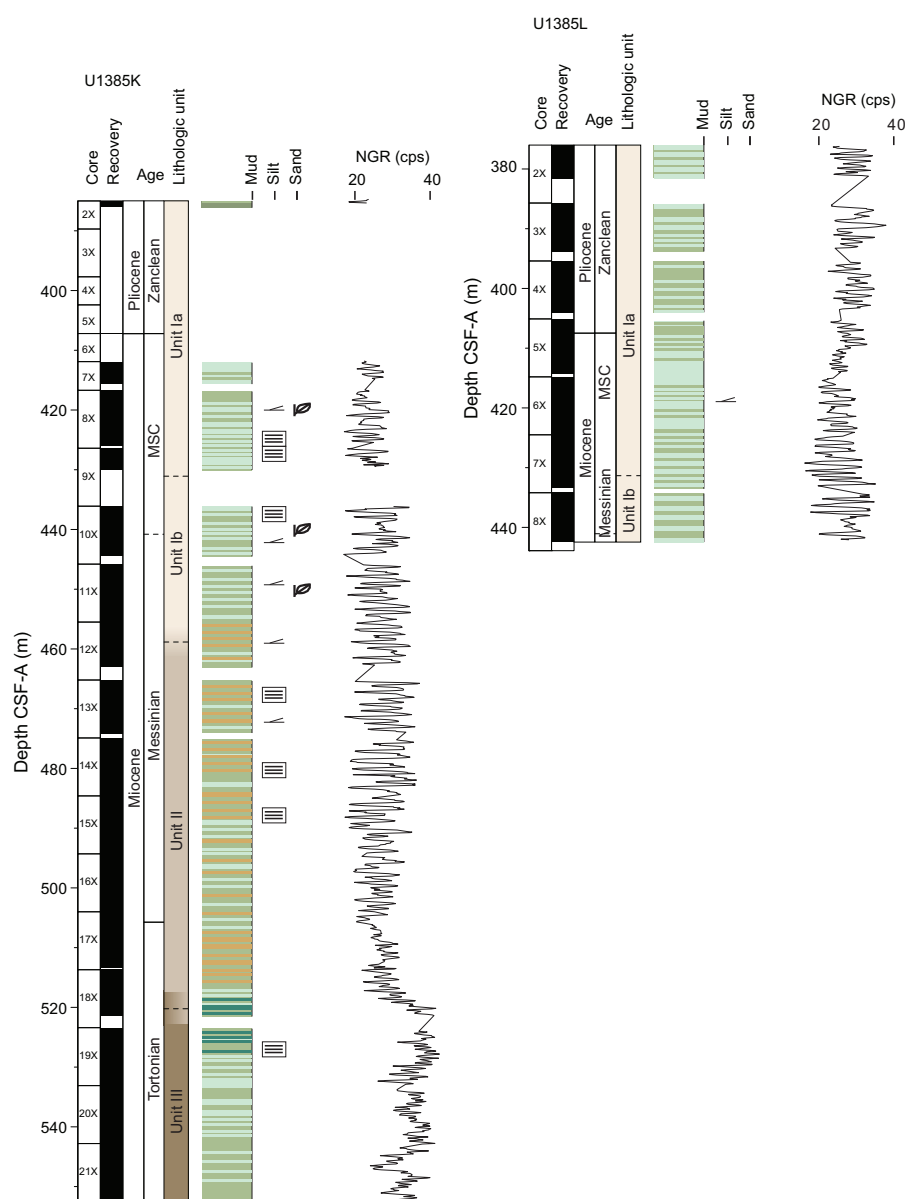 U1385K
Core
Recovery
Age
Lithologic unit
Mud
Silt
Sand
NGR (cps)
20 40
Depth CSF-A (m)
400
420
440
460
480
500
520
540
2X
3X
4X
5X
6X
7X
8X
9X
10X
11X
12X
13X
14X
15X
16X
17X
18X
19X
20X
21X
Pliocene
Miocene
Zanclean
MSC
Messinian
Tortonian
Unit Ia
Unit Ib
Unit II
Unit III
U1385L
Core
Recovery
Age
Lithologic unit
Mud
Silt
Sand
NGR (cps)
20 40
Depth CSF-A (m)
380
400
420
440
2X
3X
4X
5X
6X
7X
8X
Pliocene
Miocene
Zanclean
MSC
Messinian
Unit Ia
Unit Ib